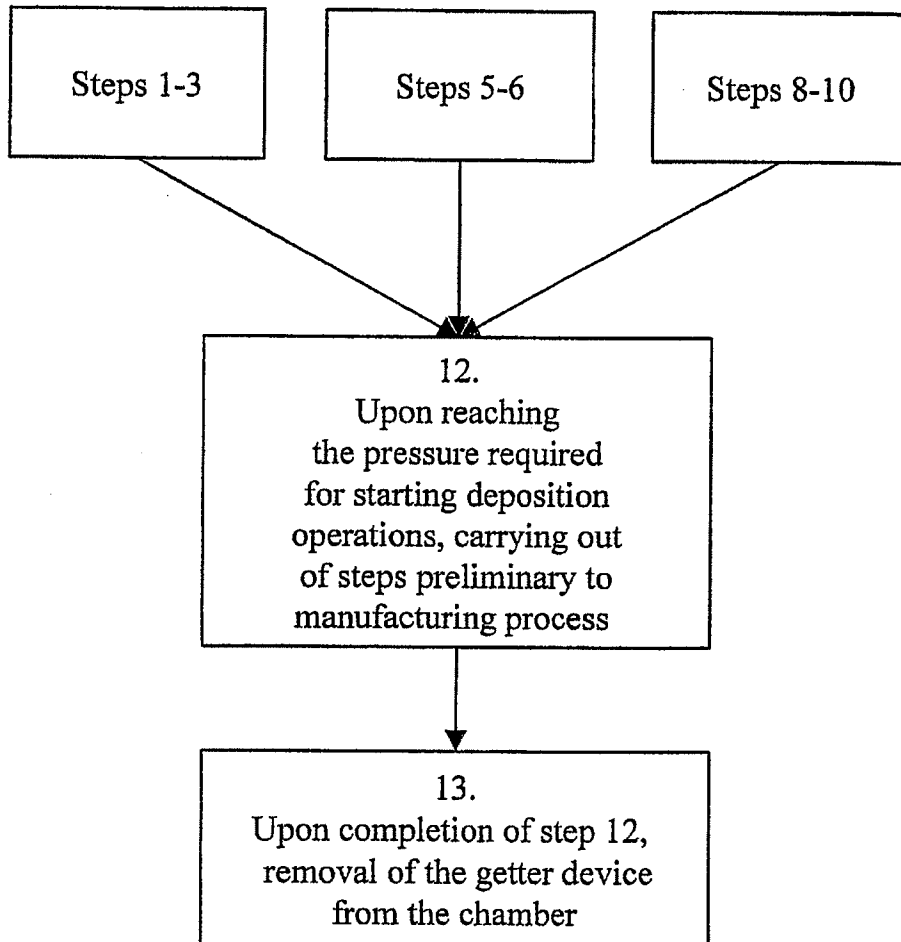 Steps 1-3
Steps 5-6
Steps 8-10
12.
Upon reaching
the pressure required
for starting deposition
operations, carrying out
of steps preliminary to
manufacturing process
13.
Upon completion of step 12,
removal of the getter device
from the chamber